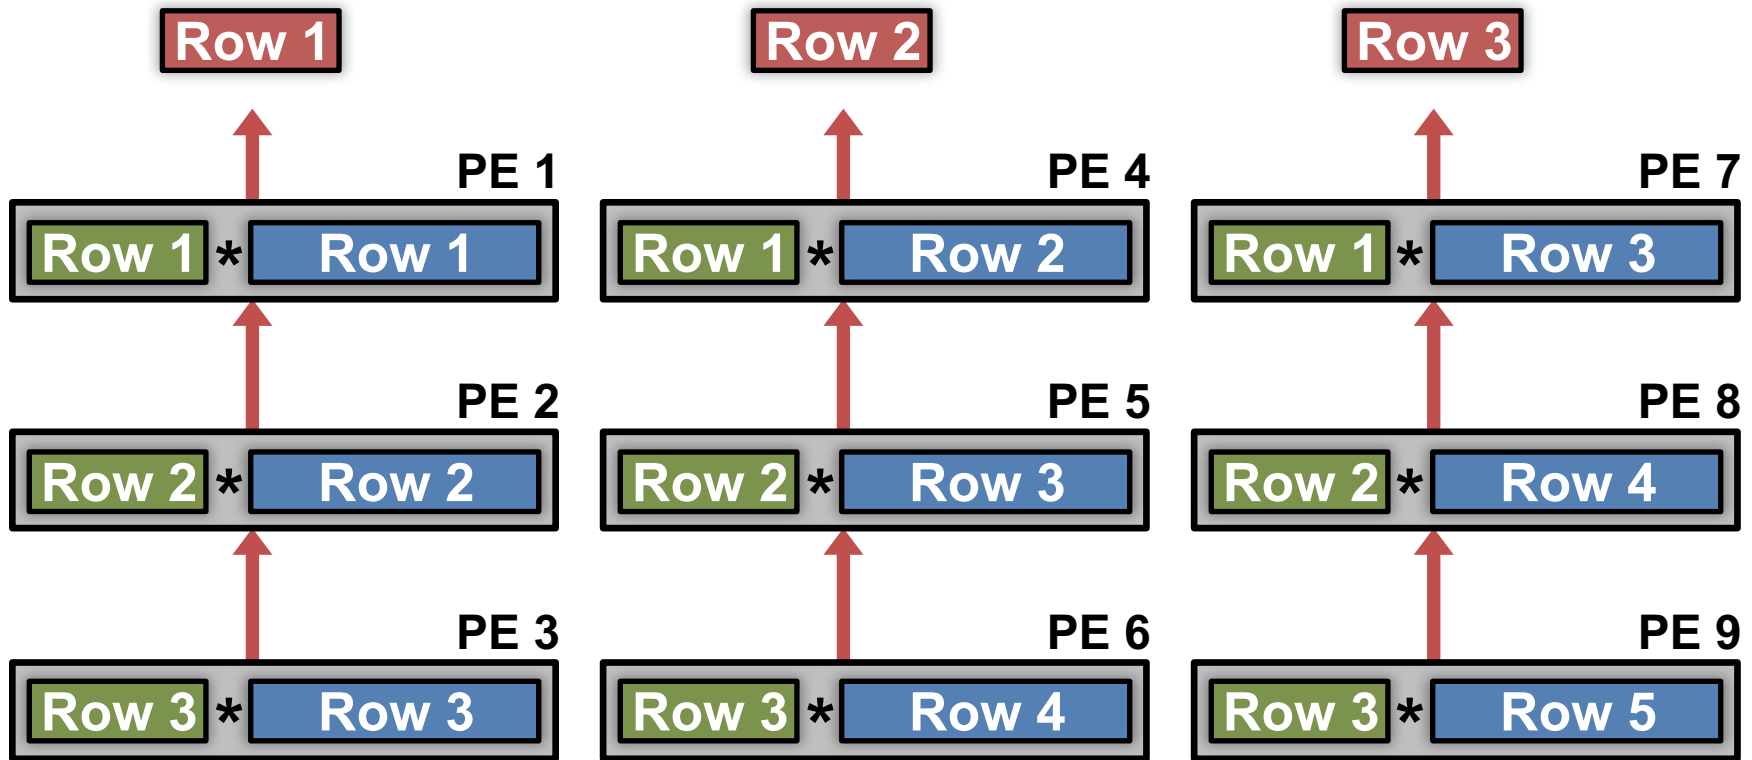 Row 1 Row 2 Row 3
PE 1 PE 4 PE 7
Row 1 * Row 1 Row 1 * Row 2 Row 1 * Row 3
PE 2 PE 5 PE 8
Row 2 * Row 2 Row 2 * Row 3 Row 2 * Row 4
PE 3 PE 6 PE 9
Row 3 * Row 3 Row 3 * Row 4 Row 3 * Row 5